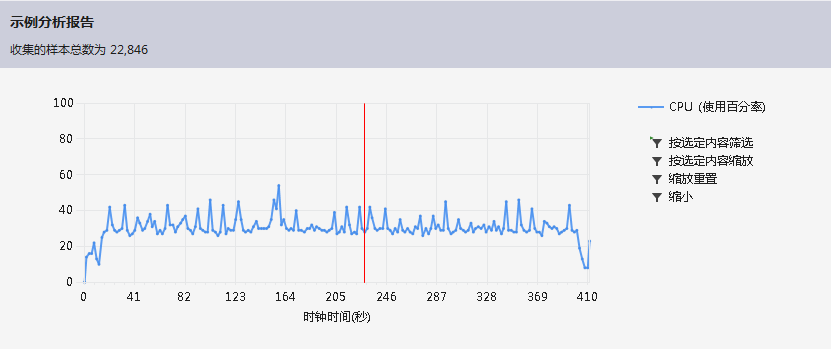 示例分析报告
收集的样本总数为 22,846
100
80
60
40
20
0
0 41 82 123 164 205 246 287 328 369 410
时钟时间(秒)
CPU (使用百分率)
按选定内容筛选
按选定内容缩放
缩放重置
缩小